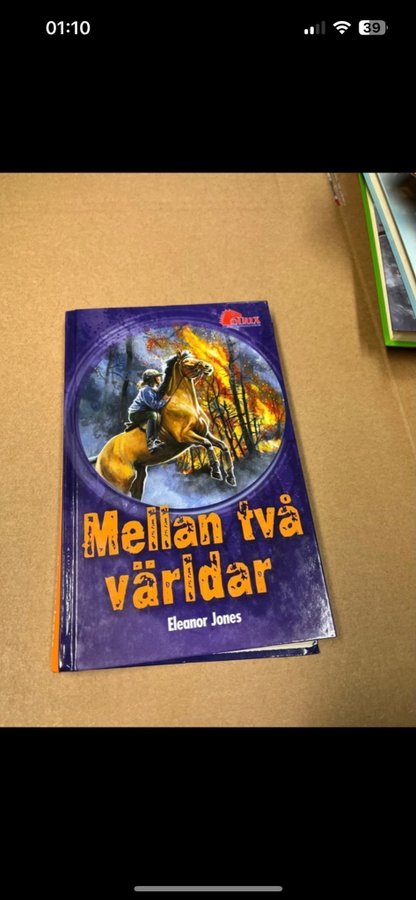 01:10
39
Mellan två
världar
Eleanor Jones